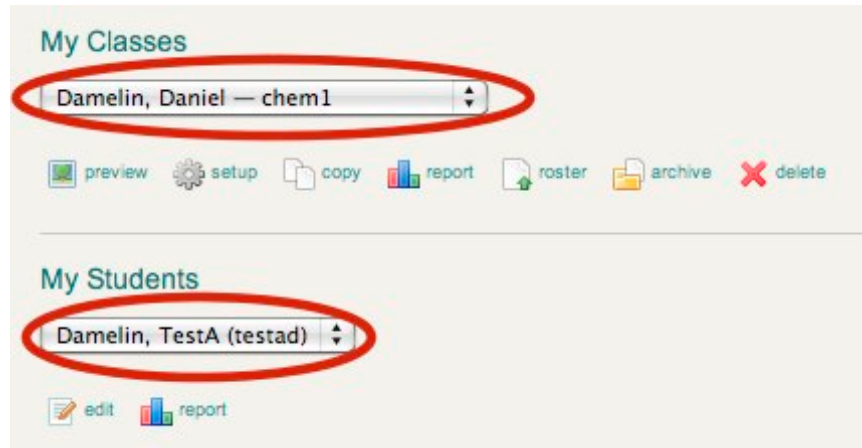 My Classes
Damelin, Daniel — chem1
preview setup copy report roster archive delete
My Students
Damelin, TestA (testad)
edit report